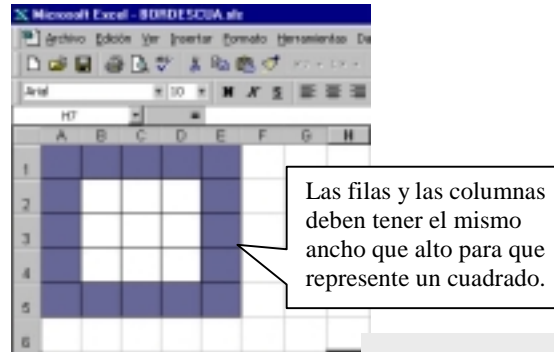 Microsoft Excel - BORDESCUA.xls
Archivo Edición Ver Insertar Formato Herramientas Da
Arial 10 N K S
H7 =
A B C D E F G H
1
2
3
4
5
6
Las filas y las columnas
deben tener el mismo
ancho que alto para que
represente un cuadrado.